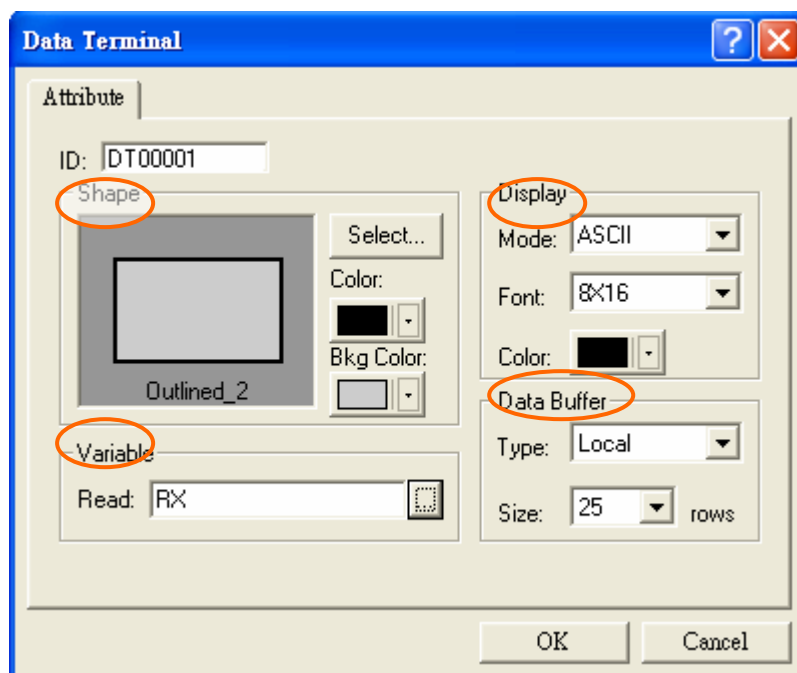 Data Terminal
Attribute
ID: DT00001
Shape
Select...
Color:
Bkg Color:
Outlined_2
Variable
Read: RX
Display
Mode: ASCII
Font: 8X16
Color:
Data Buffer
Type: Local
Size: 25 rows
OK Cancel